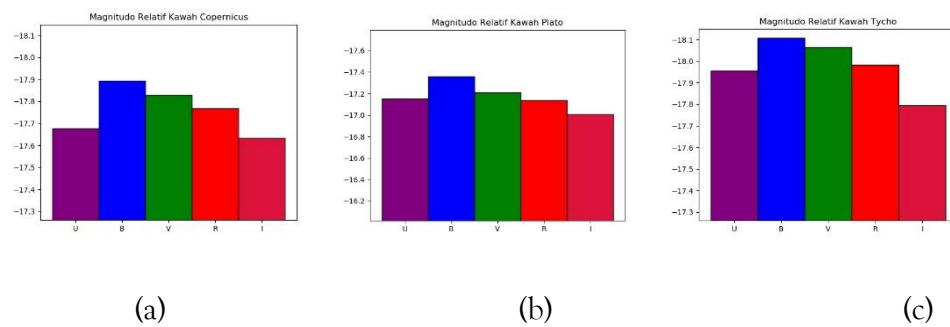 Magnitudo Relatif Kawah Copernicus
−18.1
−18.0
−17.9
−17.8
−17.7
−17.6
−17.5
−17.4
−17.3
U B V R I
(a)
Magnitudo Relatif Kawah Plato
−17.6
−17.4
−17.2
−16.8
−16.6
−16.4
−16.2
U B V R I
(b)
Magnitudo Relatif Kawah Tycho
−18.1
−18.0
−17.9
−17.8
−17.7
−17.6
−17.5
−17.4
−17.3
U B V R I
(c)